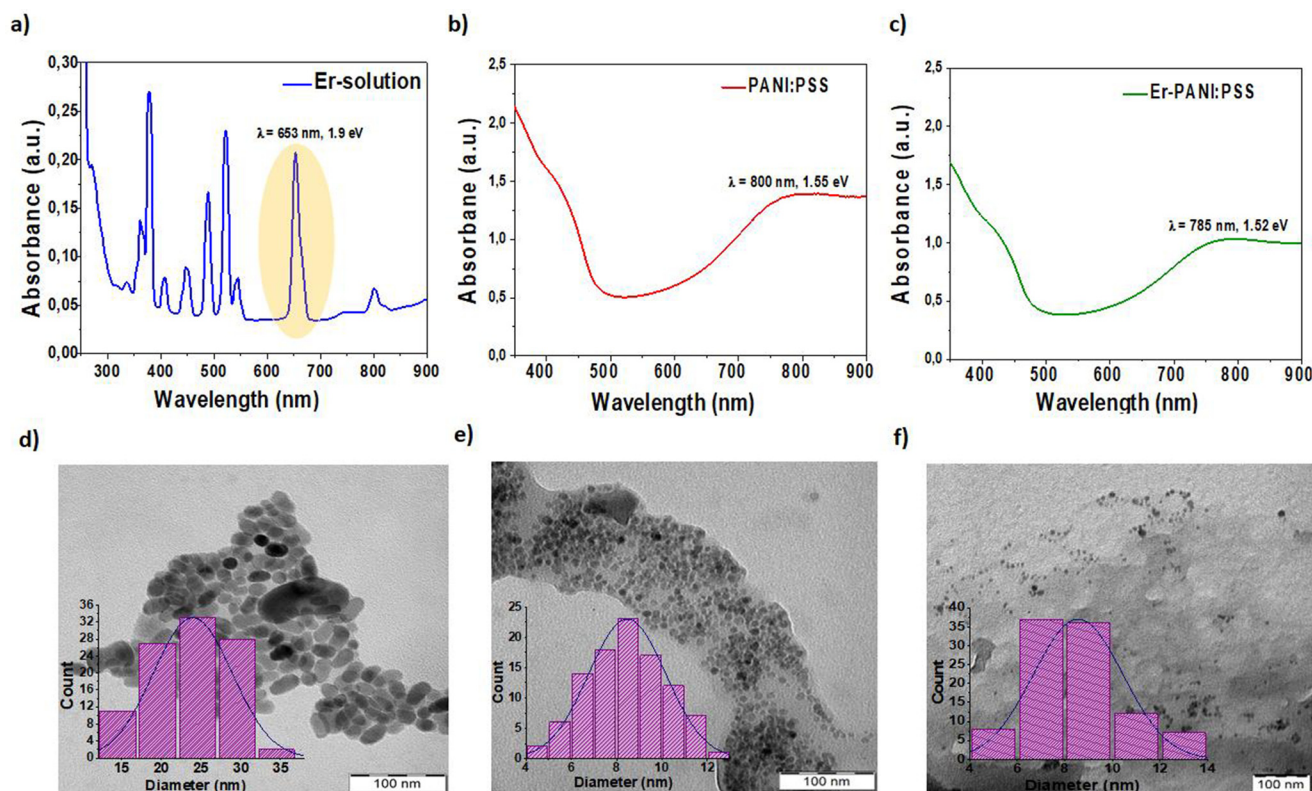 a)
0,30
0,25
0,20
0,15
0,10
0,05
0,00
Absorbance (a.u.)
Er-solution
λ = 653 nm, 1.9 eV
300 400 500 600 700 800 900
Wavelength (nm)
b)
2,5
2,0
1,5
1,0
0,5
0,0
Absorbane (a.u.)
PANI:PSS
λ = 800 nm, 1.55 eV
400 500 600 700 800 900
Wavelength (nm)
c)
2,5
2,0
1,5
1,0
0,5
0,0
Absorbance (a.u.)
Er-PANI:PSS
λ = 785 nm, 1.52 eV
400 500 600 700 800 900
Wavelength (nm)
d)
36
32
28
24
20
16
12
8
4
0
Count
15 20 25 30 35
Diameter (nm)
100 nm
e)
25
20
15
10
5
0
Count
4 6 8 10 12
Diameter (nm)
100 nm
f)
40
35
30
25
20
15
10
5
0
Count
4 6 8 10 12 14
Diameter (nm)
100 nm